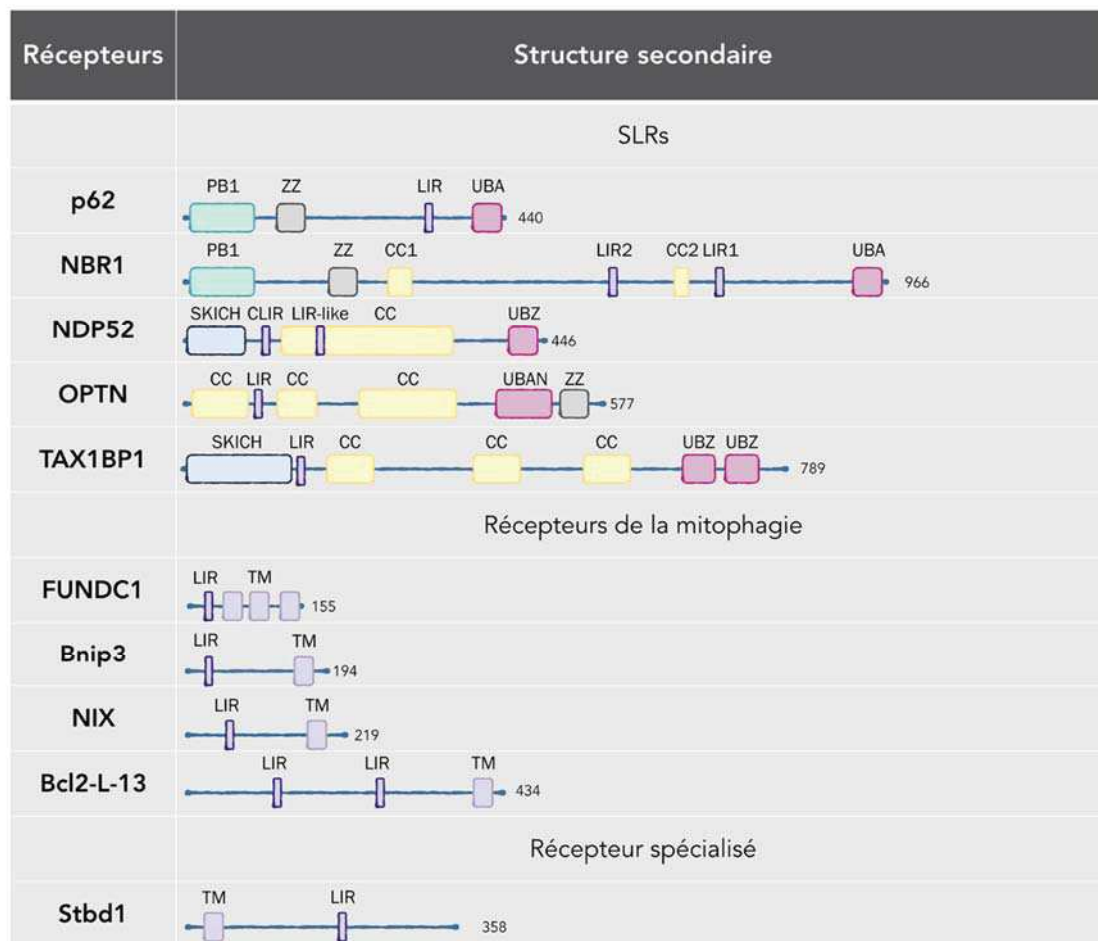 Récepteurs Structure secondaire
SLRs
p62 PB1 ZZ LIR UBA 440
NBR1 PB1 ZZ CC1 LIR2 CC2 LIR1 UBA 966
NDP52 SKICH CLIR LIR-like CC UBZ 446
OPTN CC LIR CC CC UBAN ZZ 577
TAX1BP1 SKICH LIR CC CC CC UBZ UBZ 789
Récepteurs de la mitophagie
FUNDC1 LIR TM 155
Bnip3 LIR TM 194
NIX LIR TM 219
Bcl2-L-13 LIR LIR TM 434
Récepteur spécialisé
Stbd1 TM LIR 358